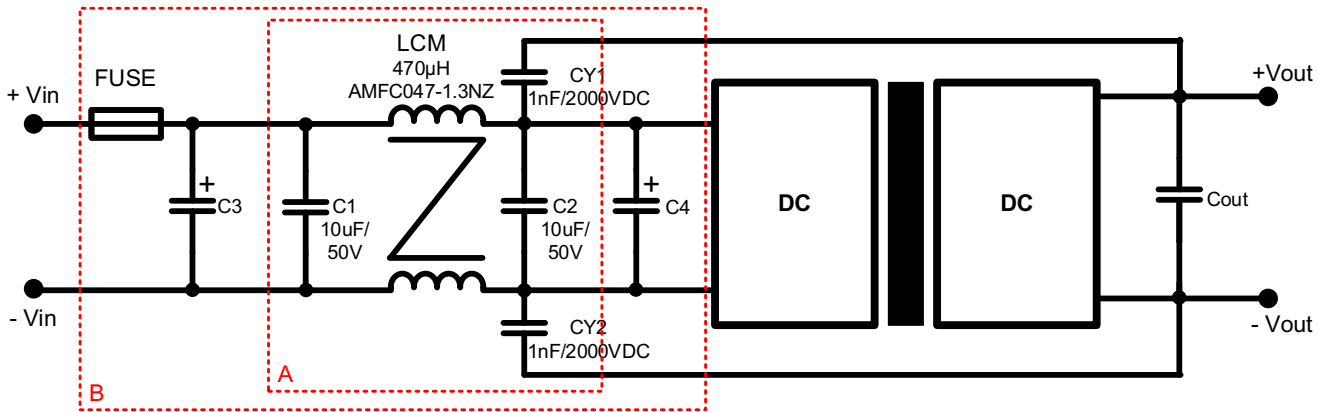 LCM
470µH
AMFC047-1.3NZ
FUSE
CY1
1nF/2000VDC
+ Vin
+Vout
+
C3
C1
10uF/
50V
C2
10uF/
50V
+
C4
DC
DC
Cout
- Vin
- Vout
CY2
1nF/2000VDC
A
B